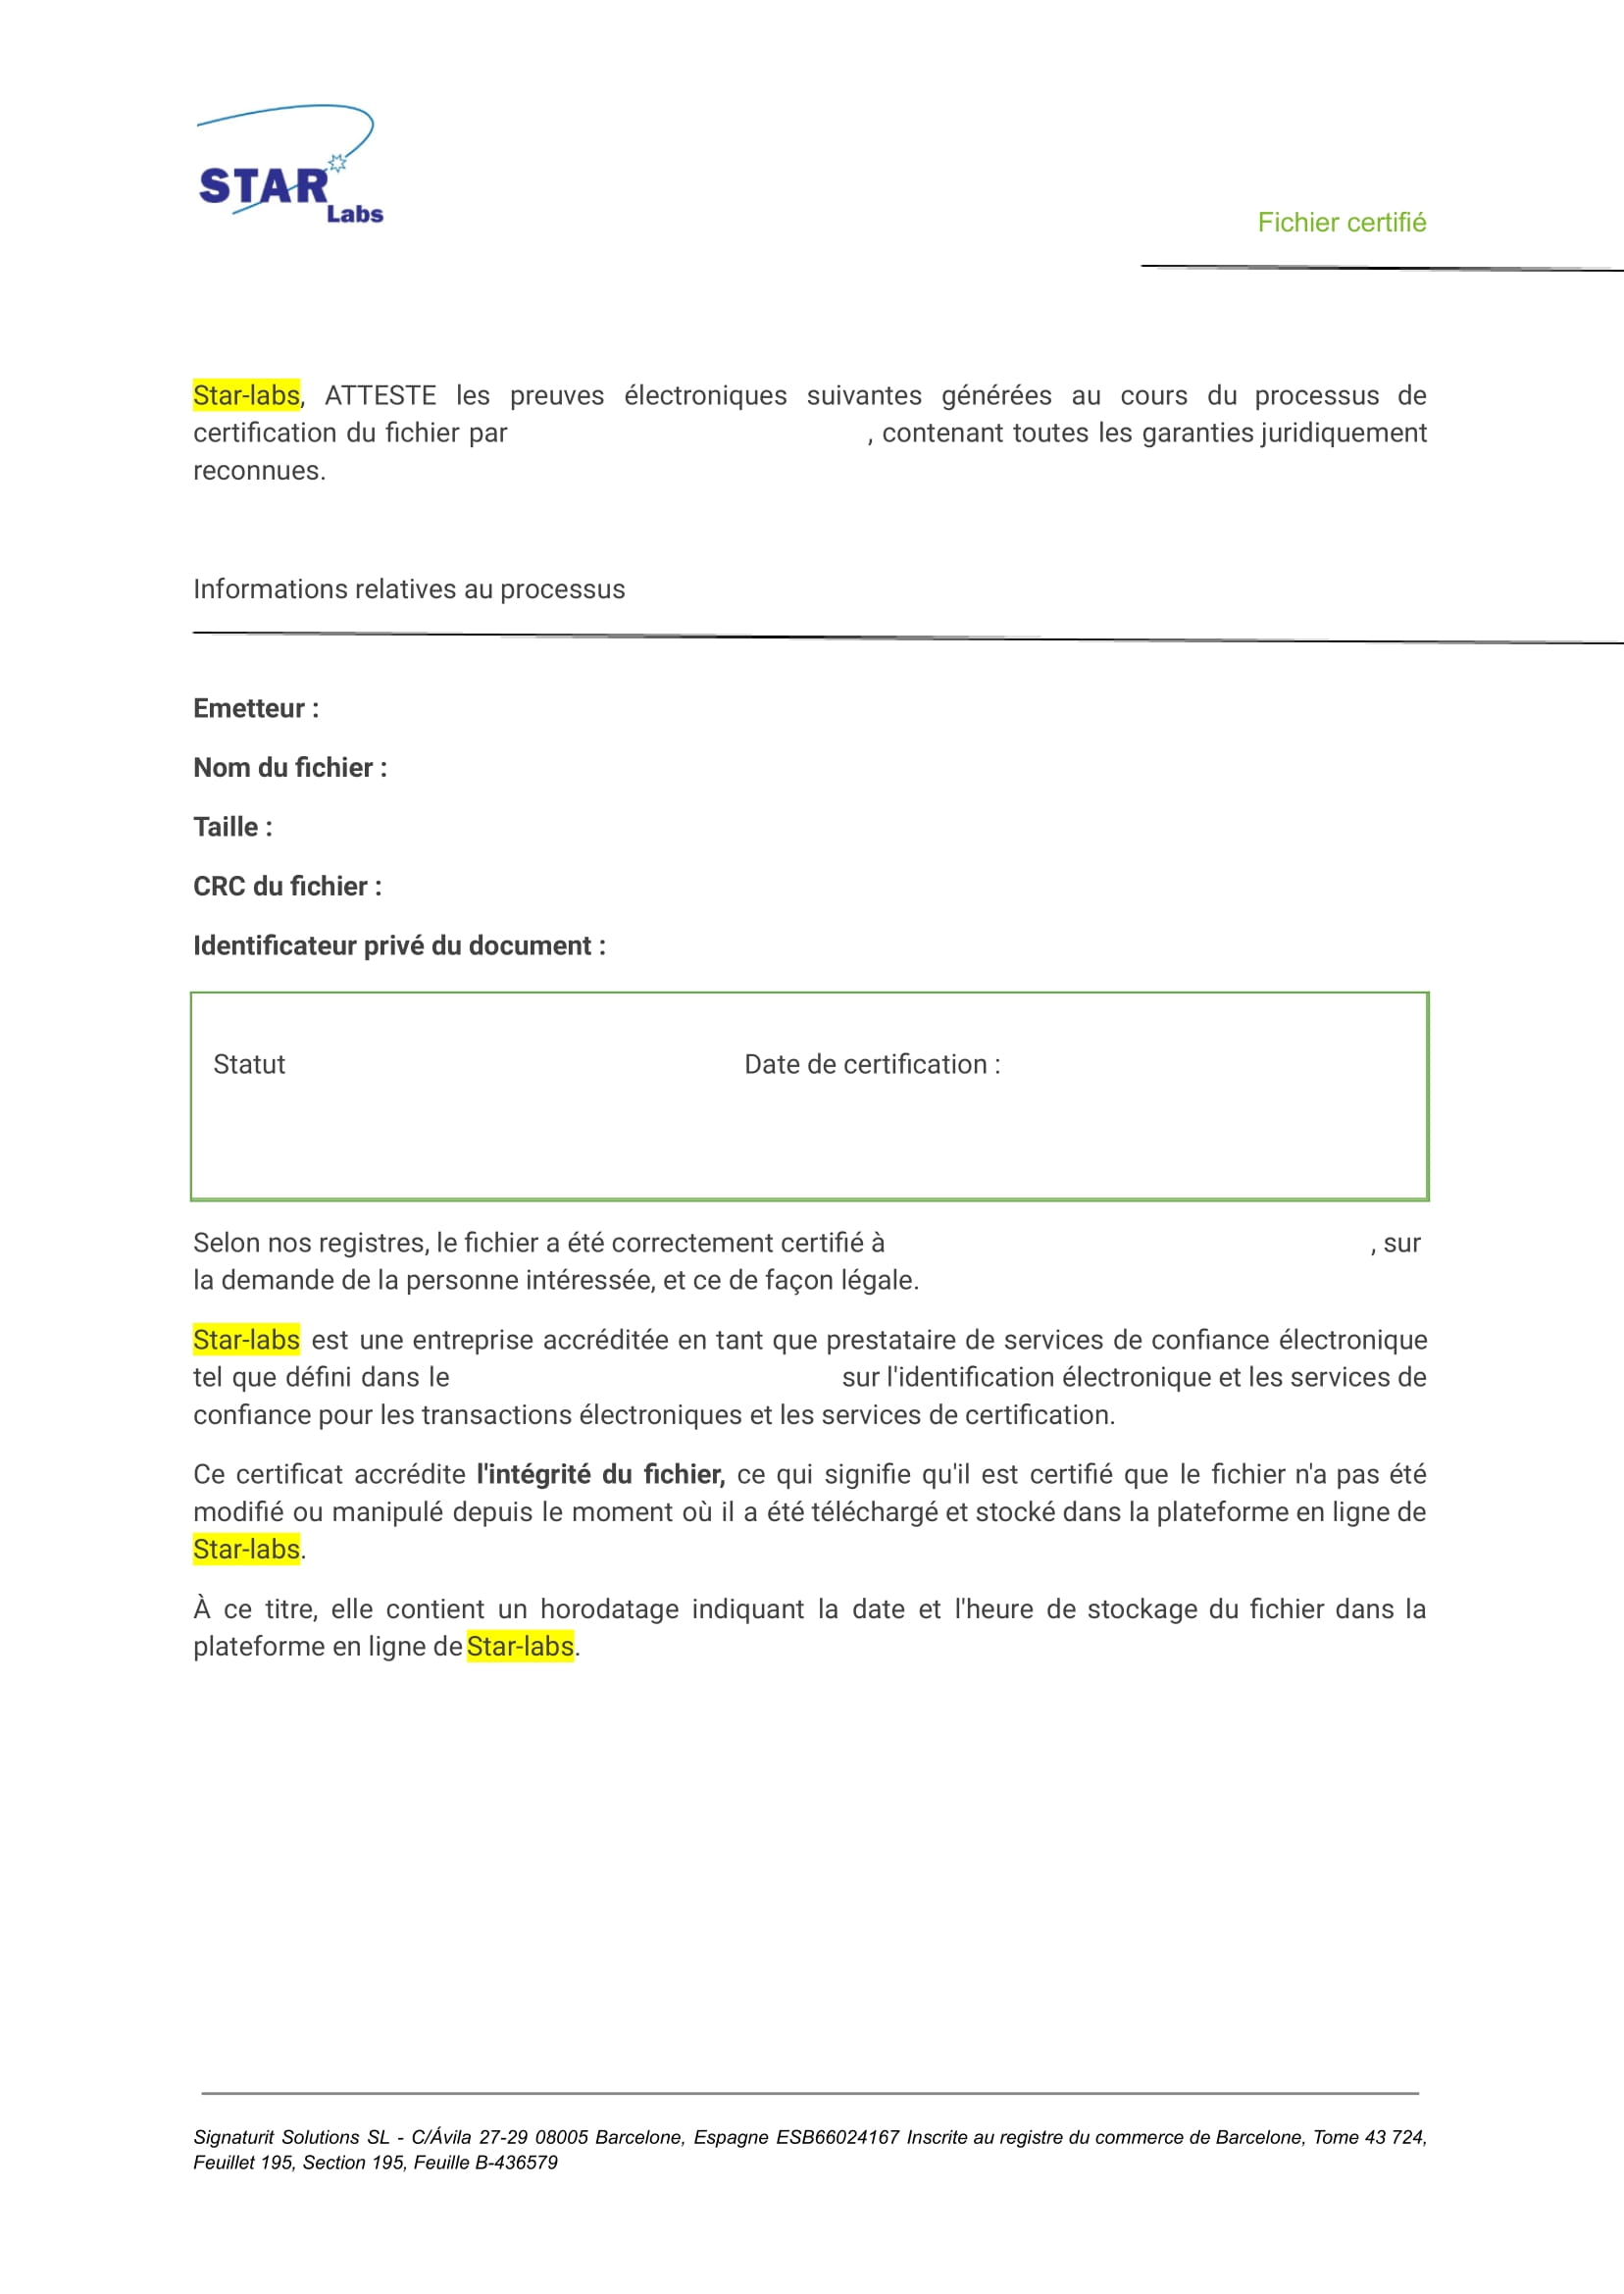 STAR
Labs
Fichier certifié
Star-labs, ATTESTE les preuves électroniques suivantes générées au cours du processus de
certification du fichier par , contenant toutes les garanties juridiquement
reconnues.
Informations relatives au processus
Emetteur :
Nom du fichier :
Taille :
CRC du fichier :
Identificateur privé du document :
Statut Date de certification :
Selon nos registres, le fichier a été correctement certifié à , sur
la demande de la personne intéressée, et ce de façon légale.
Star-labs est une entreprise accréditée en tant que prestataire de services de confiance électronique
tel que défini dans le sur l'identification électronique et les services de
confiance pour les transactions électroniques et les services de certification.
Ce certificat accrédite l'intégrité du fichier, ce qui signifie qu'il est certifié que le fichier n'a pas été
modifié ou manipulé depuis le moment où il a été téléchargé et stocké dans la plateforme en ligne de
Star-labs.
À ce titre, elle contient un horodatage indiquant la date et l'heure de stockage du fichier dans la
plateforme en ligne de Star-labs.
Signaturit Solutions SL - C/Ávila 27-29 08005 Barcelone, Espagne ESB66024167 Inscrite au registre du commerce de Barcelone, Tome 43 724,
Feuillet 195, Section 195, Feuille B-436579